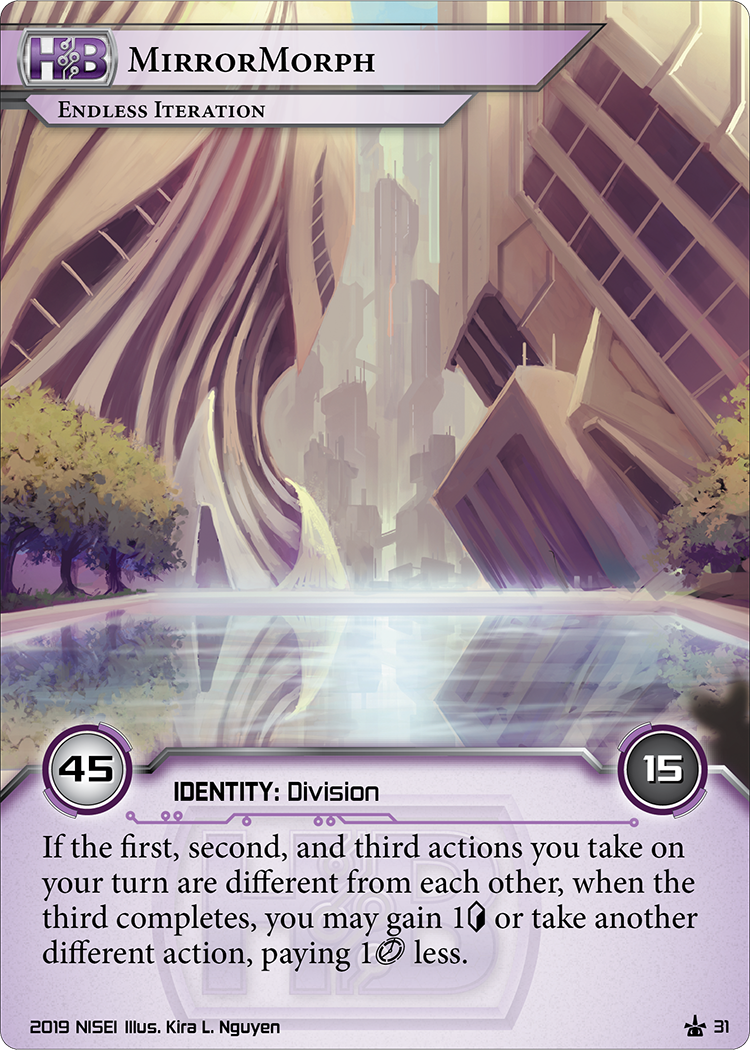 HB MIRRORMORPH
ENDLESS ITERATION
45
15
IDENTITY: Division
If the first, second, and third actions you take on
your turn are different from each other, when the
third completes, you may gain 1 or take another
different action, paying 1 less.
2019 NISEI Illus. Kira L. Nguyen
31